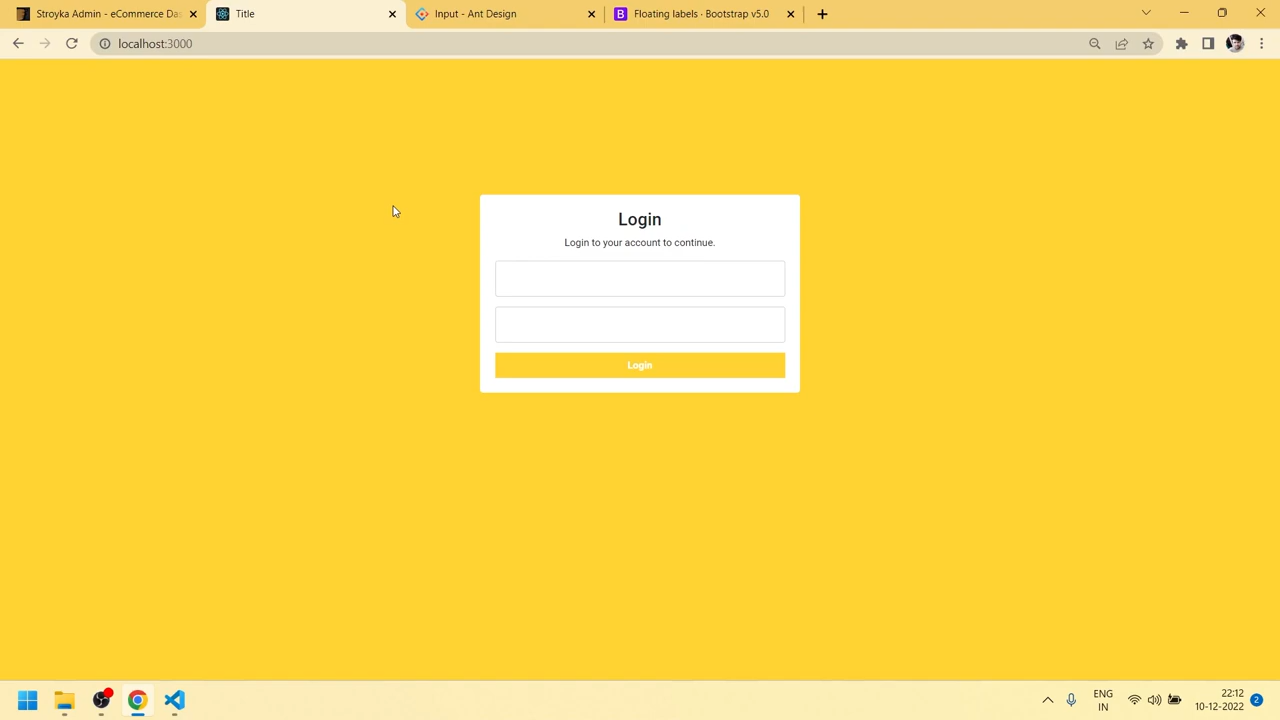 Stroyka Admin - eCommerce Das
Title
Input - Ant Design
Floating labels · Bootstrap v5.0
localhost:3000
Login
Login to your account to continue.
Login
ENG
IN
22:12
10-12-2022
2